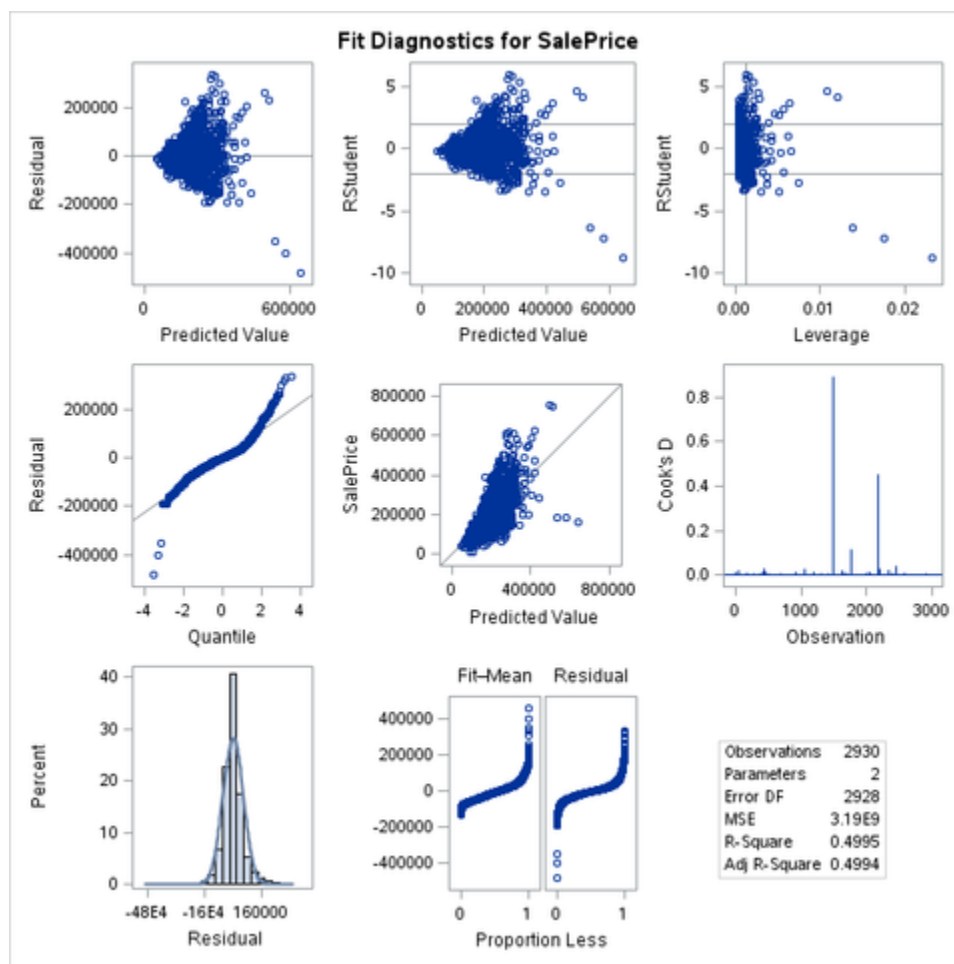 Fit Diagnostics for SalePrice
200000
0
-200000
-400000
Residual
0
600000
Predicted Value
5
0
-5
-10
RStudent
0
200000
400000
600000
Predicted Value
5
0
-5
-10
RStudent
0.00
0.01
0.02
Leverage
200000
0
-200000
-400000
Residual
-4
-2
0
2
4
Quantile
800000
600000
400000
200000
0
SalePrice
0
400000
800000
Predicted Value
0.8
0.6
0.4
0.2
0.0
Cook's D
0
1000
2000
3000
Observation
40
30
20
10
0
Percent
-48E4
-16E4
160000
Residual
Fit–Mean
Residual
400000
200000
0
-200000
-400000
0
1
0
1
Proportion Less
Observations 2930
Parameters 2
Error DF 2928
MSE 3.19E9
R-Square 0.4995
Adj R-Square 0.4994